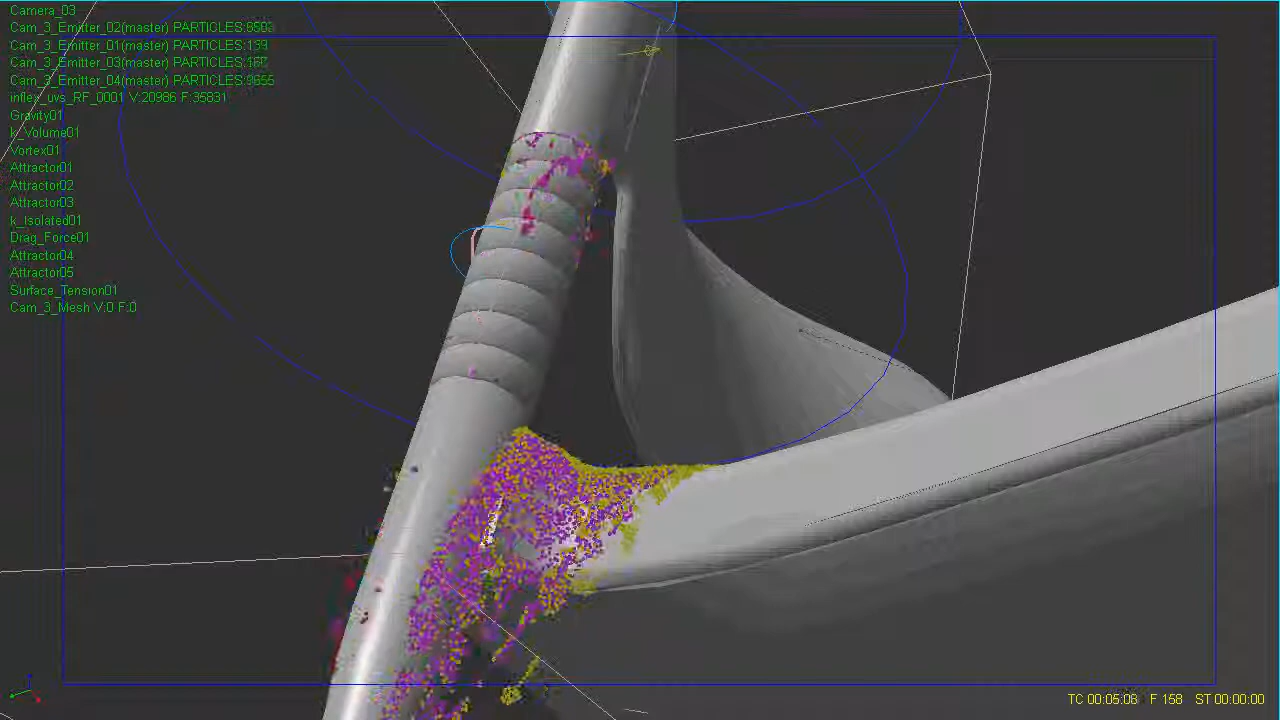 Camera_03
Cam_3_Emitter_02(master) PARTICLES:
Cam_3_Emitter_01(master) PARTICLES:139
Cam_3_Emitter_03(master) PARTICLES:
Cam_3_Emitter_04(master) PARTICLES:9655
inflex_uvs_RF_0001 V:20986 F:35831
Gravity01
k_Volume01
Vortex01
Attractor01
Attractor02
Attractor03
k_Isolated01
Drag_Force01
Attractor04
Attractor05
Surface_Tension01
Cam_3_Mesh V:0 F:0
TC 00:05:08 F 158 ST 00:00:00